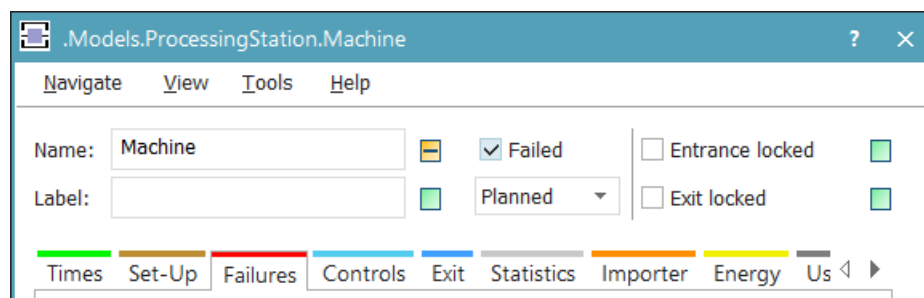 .Models.ProcessingStation.Machine ?
Navigate View Tools Help
Name: Machine Failed Entrance locked
Label: Planned Exit locked
Times Set-Up Failures Controls Exit Statistics Importer Energy Us